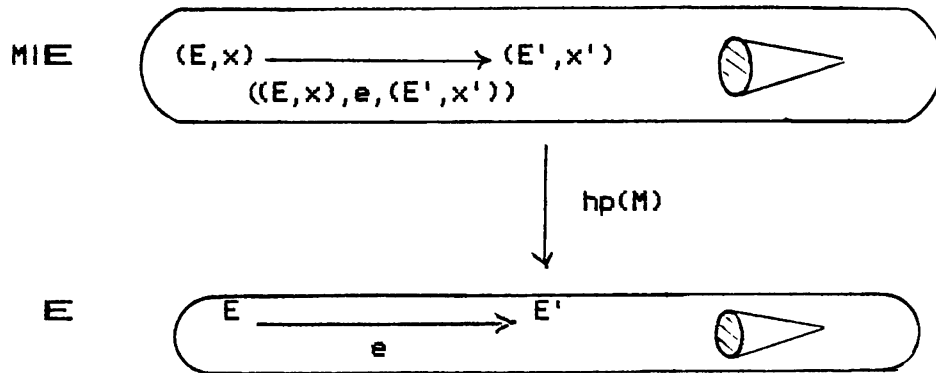 M|𝔼 (E,x) (E',x')
((E,x),e,(E',x'))
hp(M)
𝔼 E E'
e